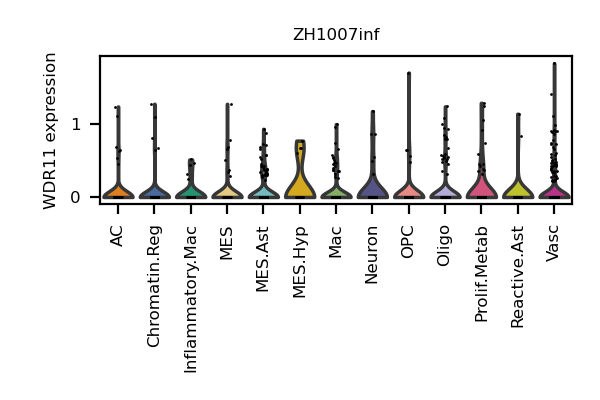 ZH1007inf
WDR11 expression
1
0
AC
Chromatin.Reg
Inflammatory.Mac
MES
MES.Ast
MES.Hyp
Mac
Neuron
OPC
Oligo
Prolif.Metab
Reactive.Ast
Vasc